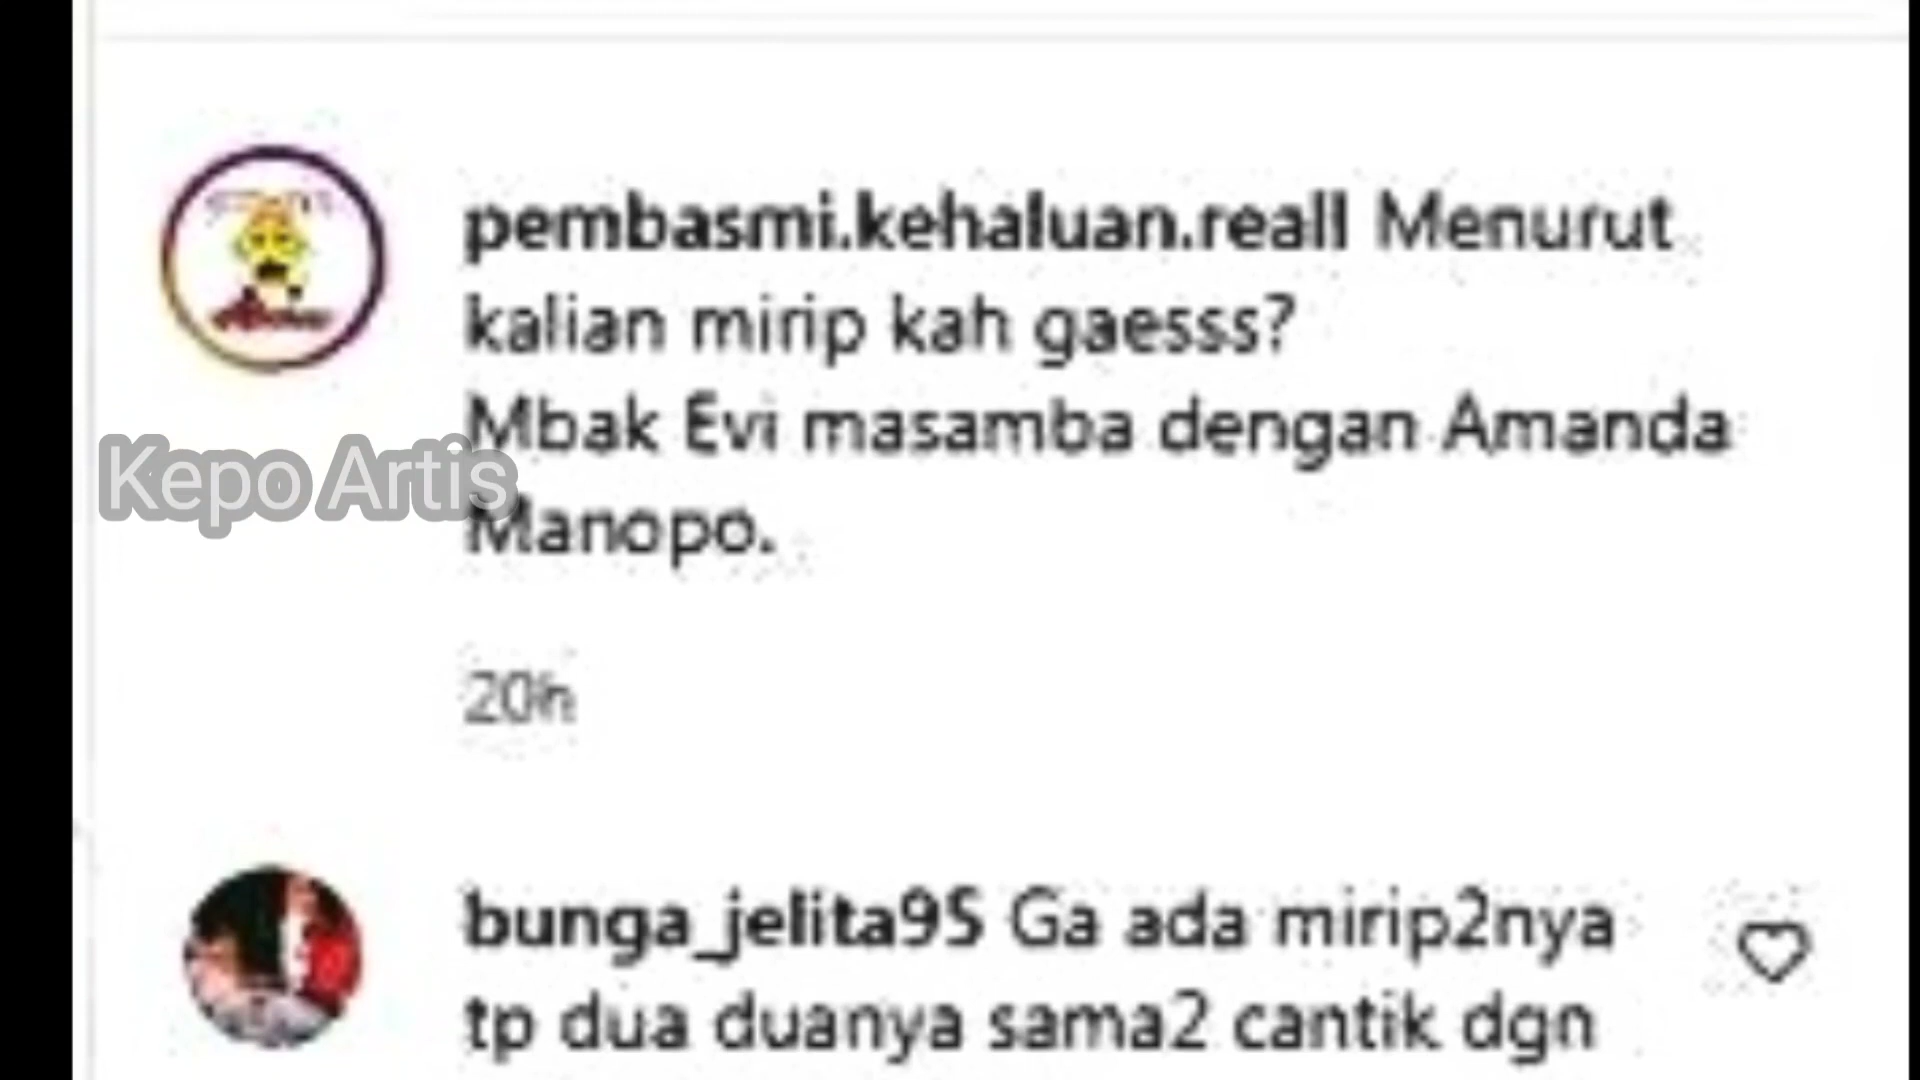 pembasmi.kehaluan.reall Menurut
kalian mirip kah gaesss?
Mbak Evi masamba dengan Amanda
Kepo Artis
Manopo.
20h
bunga_jelita95 Ga ada mirip2nya
tp dua duanya sama2 cantik dgn